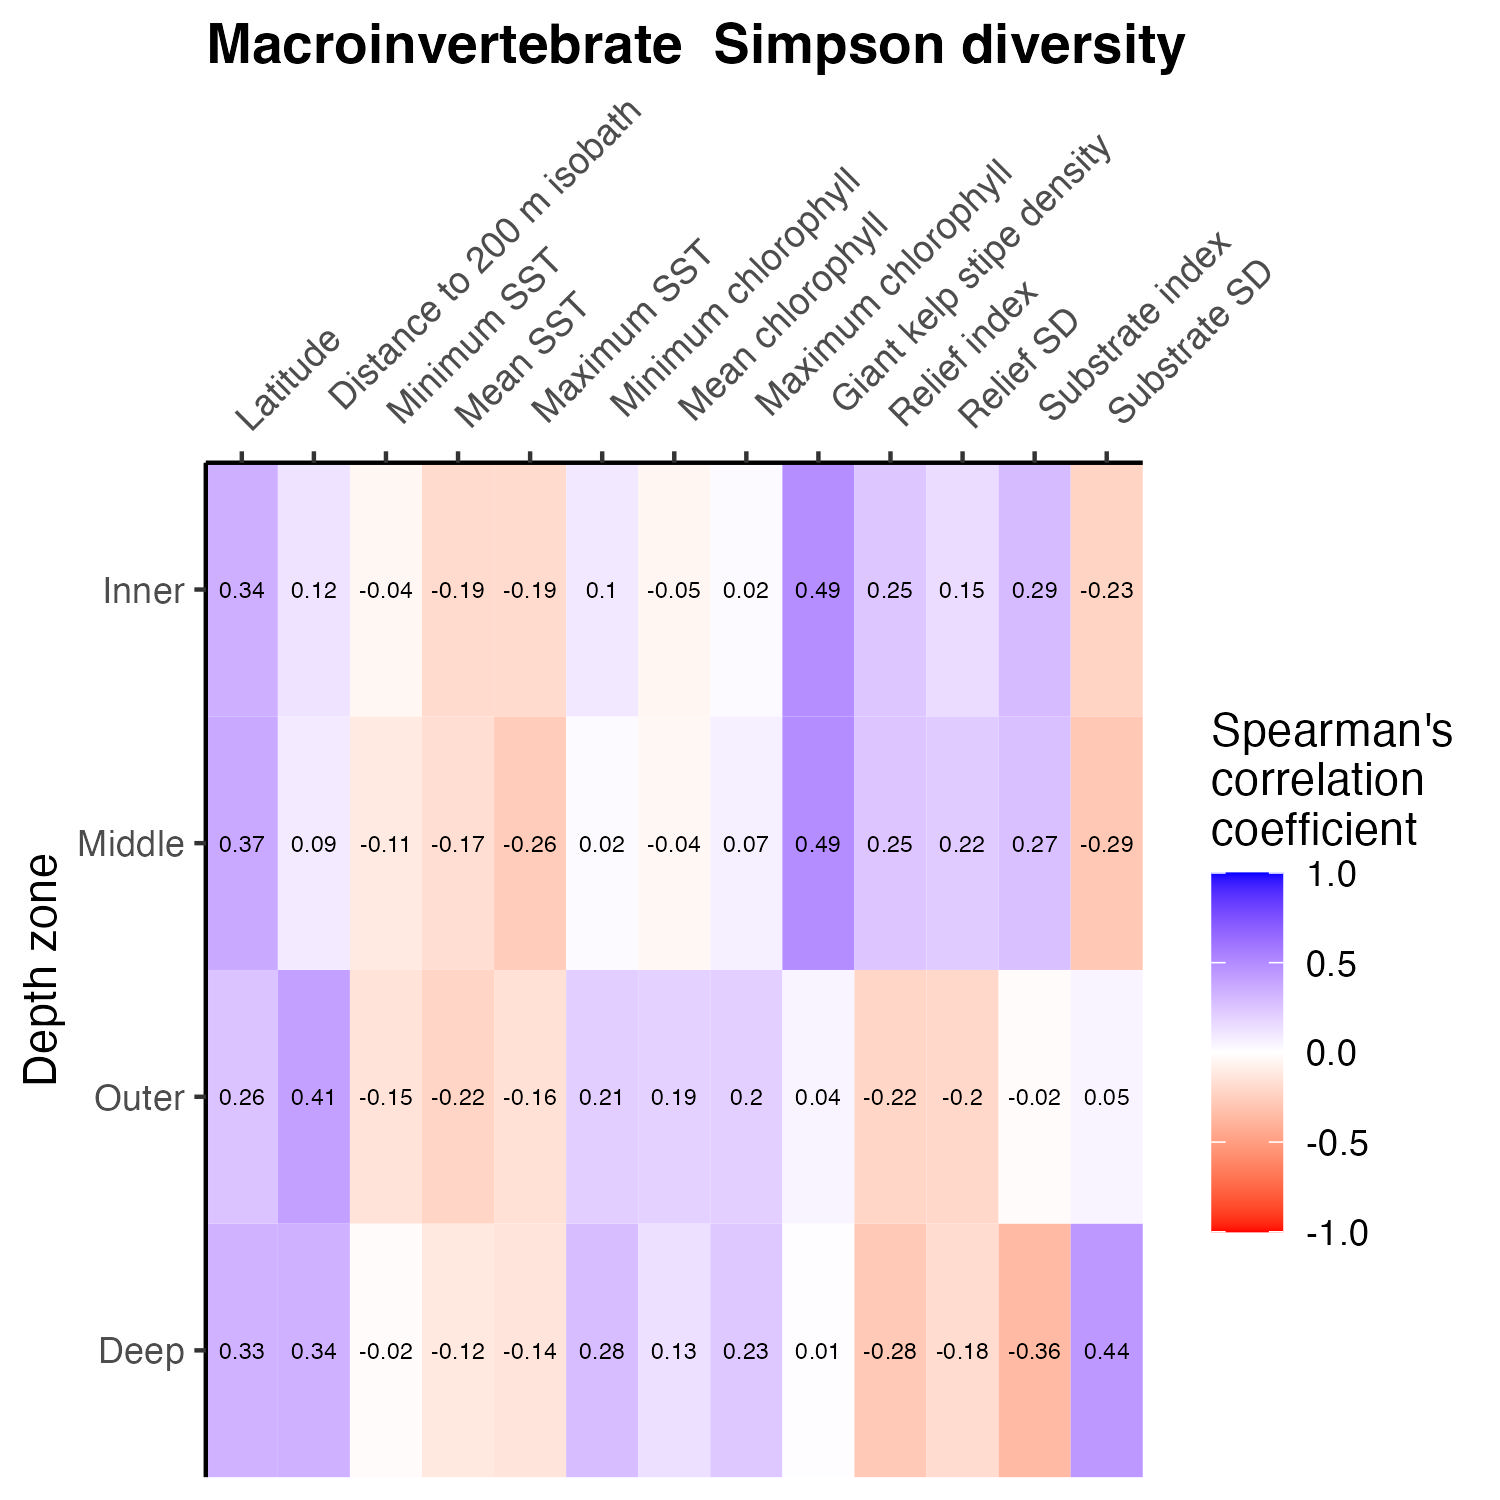 Macroinvertebrate  Simpson diversity
Latitude
Distance to 200 m isobath
Minimum SST
Mean SST
Maximum SST
Minimum chlorophyll
Mean chlorophyll
Maximum chlorophyll
Giant kelp stipe density
Relief index
Relief SD
Substrate index
Substrate SD
Depth zone
Inner 0.34 0.12 -0.04 -0.19 -0.19 0.1 -0.05 0.02 0.49 0.25 0.15 0.29 -0.23
Middle 0.37 0.09 -0.11 -0.17 -0.26 0.02 -0.04 0.07 0.49 0.25 0.22 0.27 -0.29
Outer 0.26 0.41 -0.15 -0.22 -0.16 0.21 0.19 0.2 0.04 -0.22 -0.2 -0.02 0.05
Deep 0.33 0.34 -0.02 -0.12 -0.14 0.28 0.13 0.23 0.01 -0.28 -0.18 -0.36 0.44
Spearman's
correlation
coefficient
1.0
0.5
0.0
-0.5
-1.0